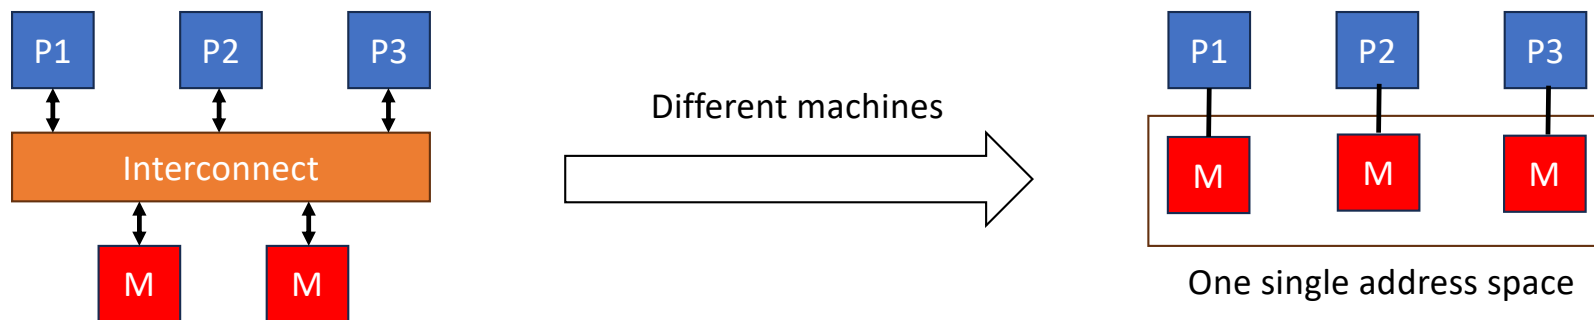 P1
P2
P3
Interconnect
M
M
Different machines
P1
P2
P3
M
M
M
One single address space